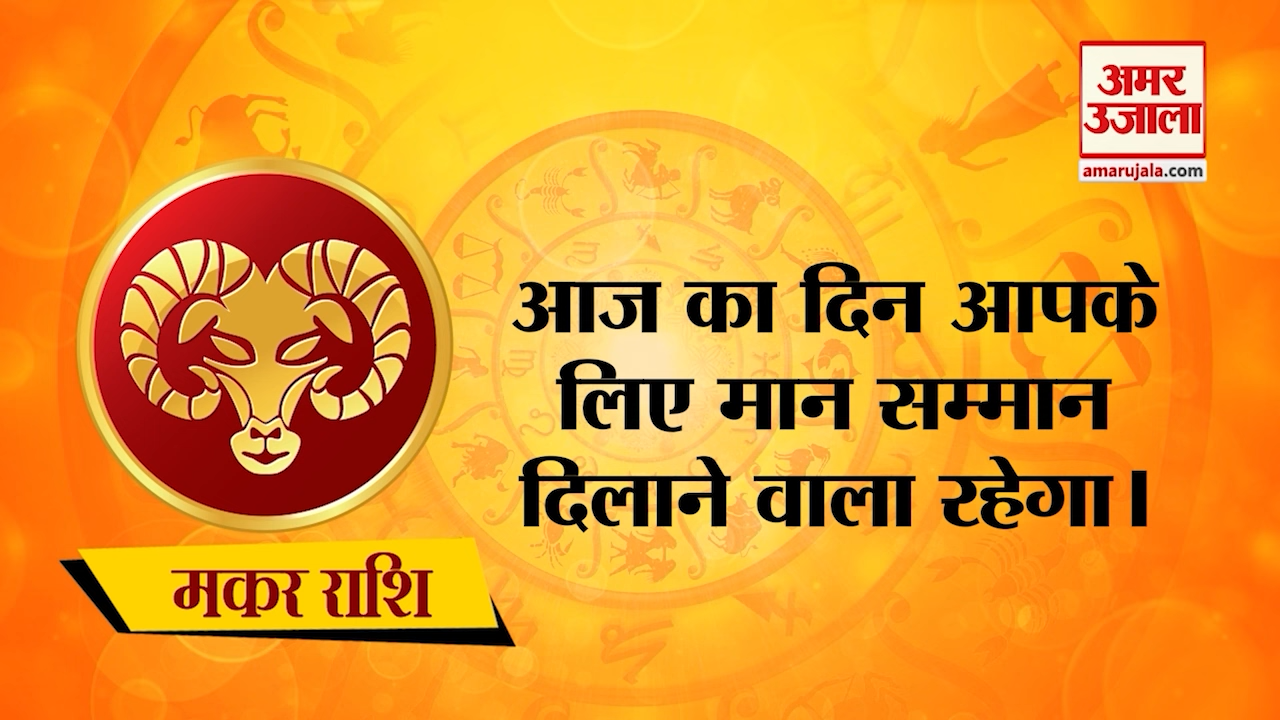 अमर
उजाला
amarujala.com
आज का दिन आपके
लिए मान सम्मान
दिलाने वाला रहेगा।
मकर राशि